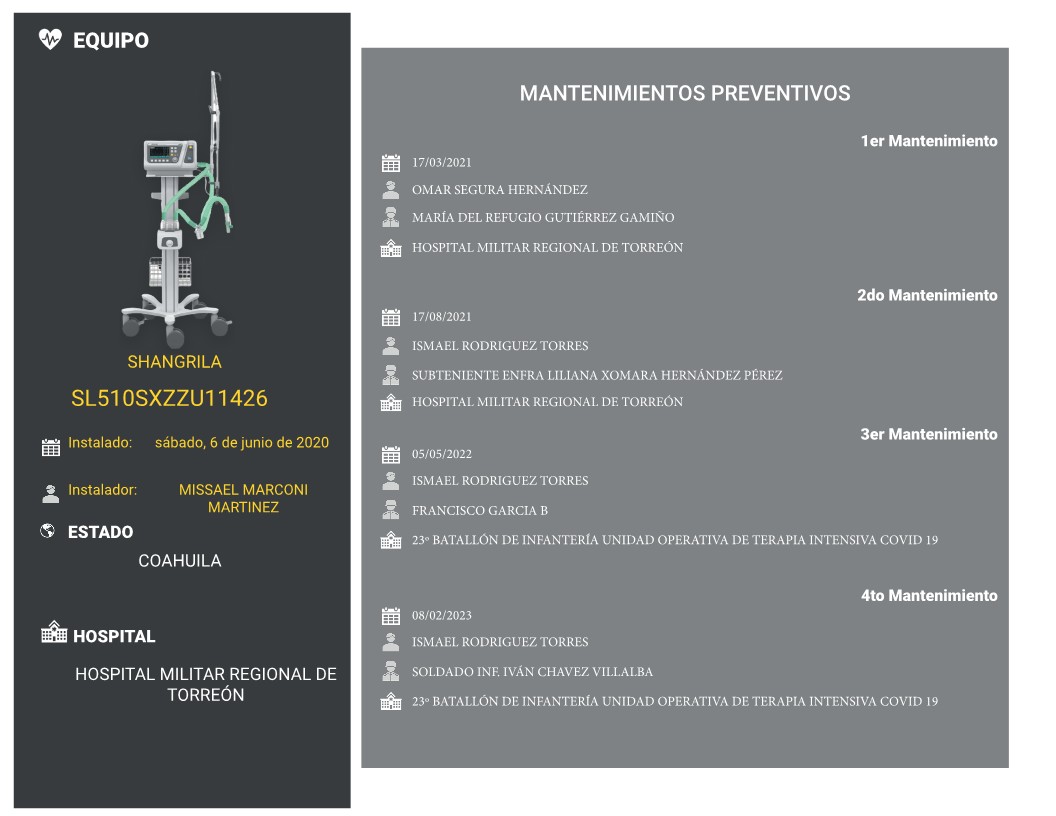 EQUIPO
SHANGRILA
SL510SXZZU11426
Instalado: sábado, 6 de junio de 2020
Instalador: MISSAEL MARCONI
MARTINEZ
ESTADO
COAHUILA
HOSPITAL
HOSPITAL MILITAR REGIONAL DE
TORREÓN
MANTENIMIENTOS PREVENTIVOS
1er Mantenimiento
17/03/2021
OMAR SEGURA HERNÁNDEZ
MARÍA DEL REFUGIO GUTIÉRREZ GAMIÑO
HOSPITAL MILITAR REGIONAL DE TORREÓN
2do Mantenimiento
17/08/2021
ISMAEL RODRIGUEZ TORRES
SUBTENIENTE ENFRA LILIANA XOMARA HERNÁNDEZ PÉREZ
HOSPITAL MILITAR REGIONAL DE TORREÓN
3er Mantenimiento
05/05/2022
ISMAEL RODRIGUEZ TORRES
FRANCISCO GARCIA B
23º BATALLÓN DE INFANTERÍA UNIDAD OPERATIVA DE TERAPIA INTENSIVA COVID 19
4to Mantenimiento
08/02/2023
ISMAEL RODRIGUEZ TORRES
SOLDADO INF. IVÁN CHAVEZ VILLALBA
23º BATALLÓN DE INFANTERÍA UNIDAD OPERATIVA DE TERAPIA INTENSIVA COVID 19